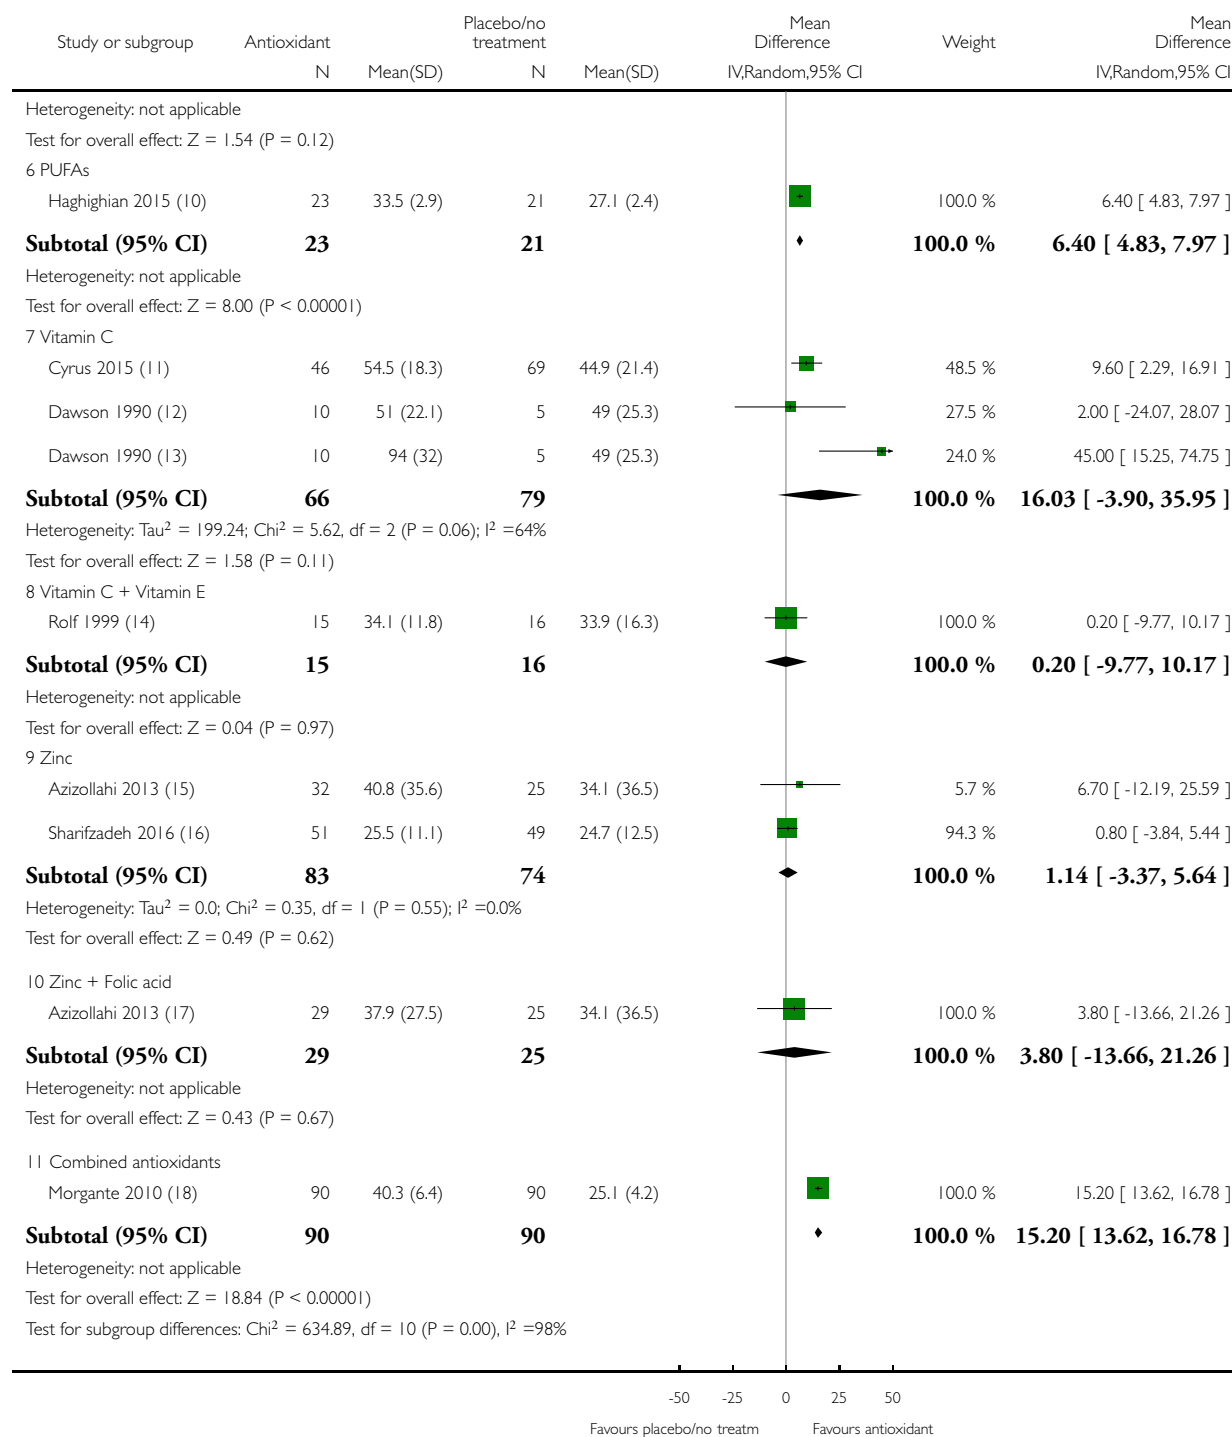 Study or subgroup Antioxidant Placebo/no treatment Mean Difference Weight Mean Difference
N Mean(SD) N Mean(SD) IV,Random,95% CI IV,Random,95% CI
Heterogeneity: not applicable
Test for overall effect: Z = 1.54 (P = 0.12)
6 PUFAs
Haghighian 2015 (10) 23 33.5 (2.9) 21 27.1 (2.4) 100.0 % 6.40 [ 4.83, 7.97 ]
Subtotal (95% CI) 23 21 100.0 % 6.40 [ 4.83, 7.97 ]
Heterogeneity: not applicable
Test for overall effect: Z = 8.00 (P < 0.00001)
7 Vitamin C
Cyrus 2015 (11) 46 54.5 (18.3) 69 44.9 (21.4) 48.5 % 9.60 [ 2.29, 16.91 ]
Dawson 1990 (12) 10 51 (22.1) 5 49 (25.3) 27.5 % 2.00 [ -24.07, 28.07 ]
Dawson 1990 (13) 10 94 (32) 5 49 (25.3) 24.0 % 45.00 [ 15.25, 74.75 ]
Subtotal (95% CI) 66 79 100.0 % 16.03 [ -3.90, 35.95 ]
Heterogeneity: Tau² = 199.24; Chi² = 5.62, df = 2 (P = 0.06); I² =64%
Test for overall effect: Z = 1.58 (P = 0.11)
8 Vitamin C + Vitamin E
Rolf 1999 (14) 15 34.1 (11.8) 16 33.9 (16.3) 100.0 % 0.20 [ -9.77, 10.17 ]
Subtotal (95% CI) 15 16 100.0 % 0.20 [ -9.77, 10.17 ]
Heterogeneity: not applicable
Test for overall effect: Z = 0.04 (P = 0.97)
9 Zinc
Azizollahi 2013 (15) 32 40.8 (35.6) 25 34.1 (36.5) 5.7 % 6.70 [ -12.19, 25.59 ]
Sharifzadeh 2016 (16) 51 25.5 (11.1) 49 24.7 (12.5) 94.3 % 0.80 [ -3.84, 5.44 ]
Subtotal (95% CI) 83 74 100.0 % 1.14 [ -3.37, 5.64 ]
Heterogeneity: Tau² = 0.0; Chi² = 0.35, df = 1 (P = 0.55); I² =0.0%
Test for overall effect: Z = 0.49 (P = 0.62)
10 Zinc + Folic acid
Azizollahi 2013 (17) 29 37.9 (27.5) 25 34.1 (36.5) 100.0 % 3.80 [ -13.66, 21.26 ]
Subtotal (95% CI) 29 25 100.0 % 3.80 [ -13.66, 21.26 ]
Heterogeneity: not applicable
Test for overall effect: Z = 0.43 (P = 0.67)
11 Combined antioxidants
Morgante 2010 (18) 90 40.3 (6.4) 90 25.1 (4.2) 100.0 % 15.20 [ 13.62, 16.78 ]
Subtotal (95% CI) 90 90 100.0 % 15.20 [ 13.62, 16.78 ]
Heterogeneity: not applicable
Test for overall effect: Z = 18.84 (P < 0.00001)
Test for subgroup differences: Chi² = 634.89, df = 10 (P = 0.00), I² =98%
-50 -25 0 25 50
Favours placebo/no treatm Favours antioxidant